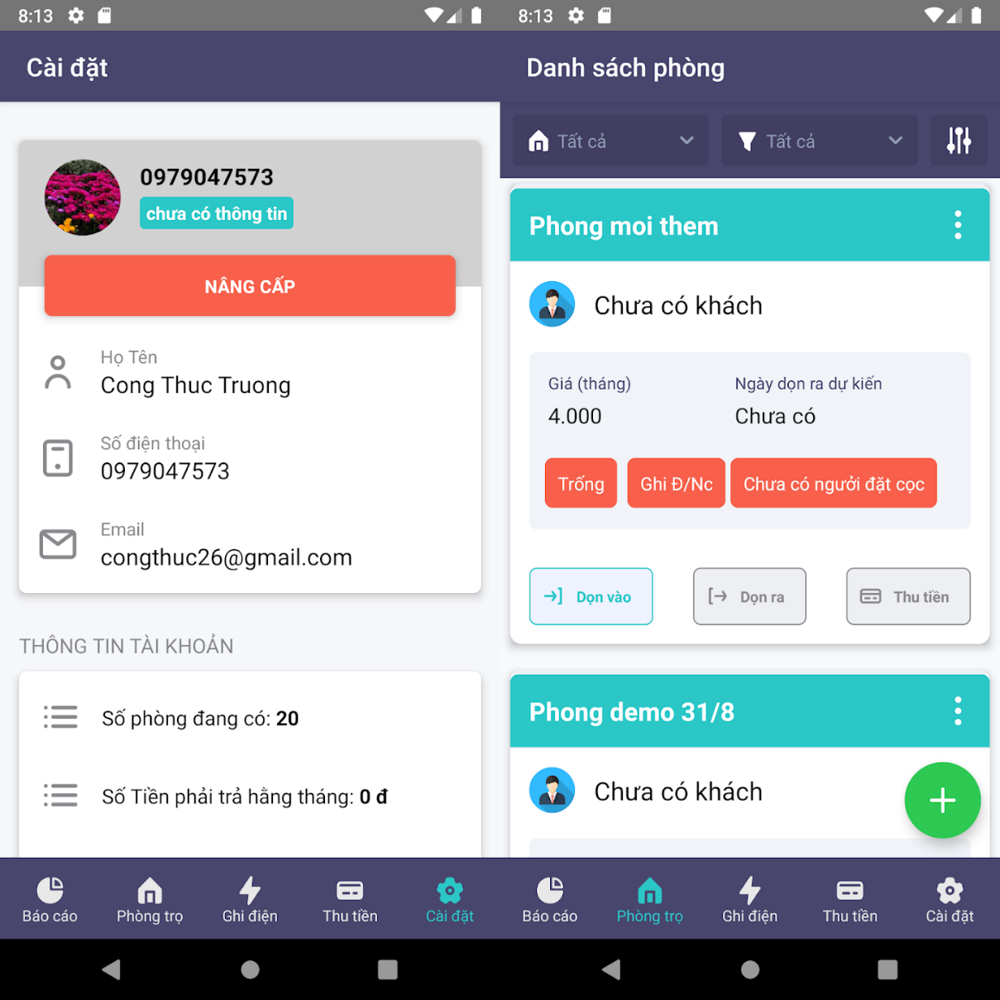 8:13
Cài đặt
0979047573
chưa có thông tin
NÂNG CẤP
Họ Tên
Cong Thuc Truong
Số điện thoại
0979047573
Email
congthuc26@gmail.com
THÔNG TIN TÀI KHOẢN
Số phòng đang có: 20
Số Tiền phải trả hằng tháng: 0 đ
Báo cáo
Phòng trọ
Ghi điện
Thu tiền
Cài đặt
8:13
Danh sách phòng
Tất cả
Tất cả
Phong moi them
Chưa có khách
Giá (tháng)
Ngày dọn ra dự kiến
4.000
Chưa có
Trống
Ghi Đ/Nc
Chưa có người đặt cọc
Dọn vào
Dọn ra
Thu tiền
Phong demo 31/8
Chưa có khách
Báo cáo
Phòng trọ
Ghi điện
Thu tiền
Cài đặt